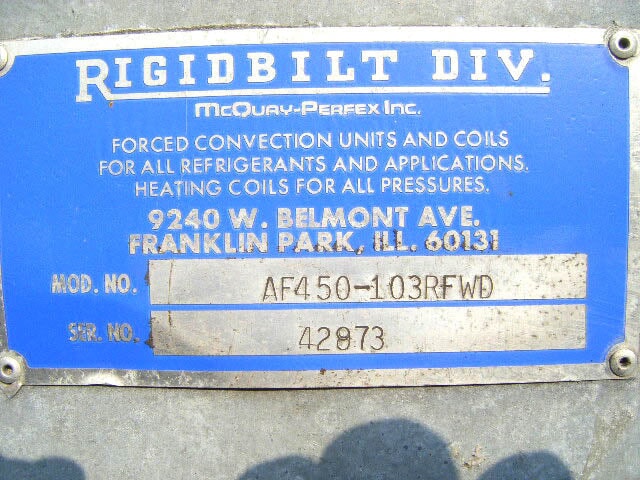 RIGIDBILT DIV.
McQUAY-PERFEX INC.
FORCED CONVECTION UNITS AND COILS
FOR ALL REFRIGERANTS AND APPLICATIONS.
HEATING COILS FOR ALL PRESSURES.
9240 W. BELMONT AVE.
FRANKLIN PARK, ILL. 60131
MOD. NO. AF450-103RFWD
SER. NO. 42873